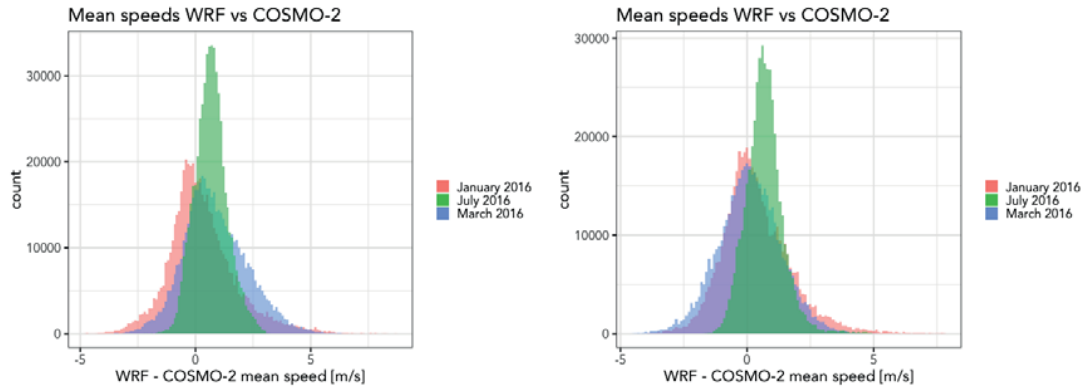 Mean speeds WRF vs COSMO-2
30000
20000
10000
0
count
-5
0
5
WRF - COSMO-2 mean speed [m/s]
January 2016
July 2016
March 2016
Mean speeds WRF vs COSMO-2
30000
20000
10000
0
count
-5
0
5
WRF - COSMO-2 mean speed [m/s]
January 2016
July 2016
March 2016